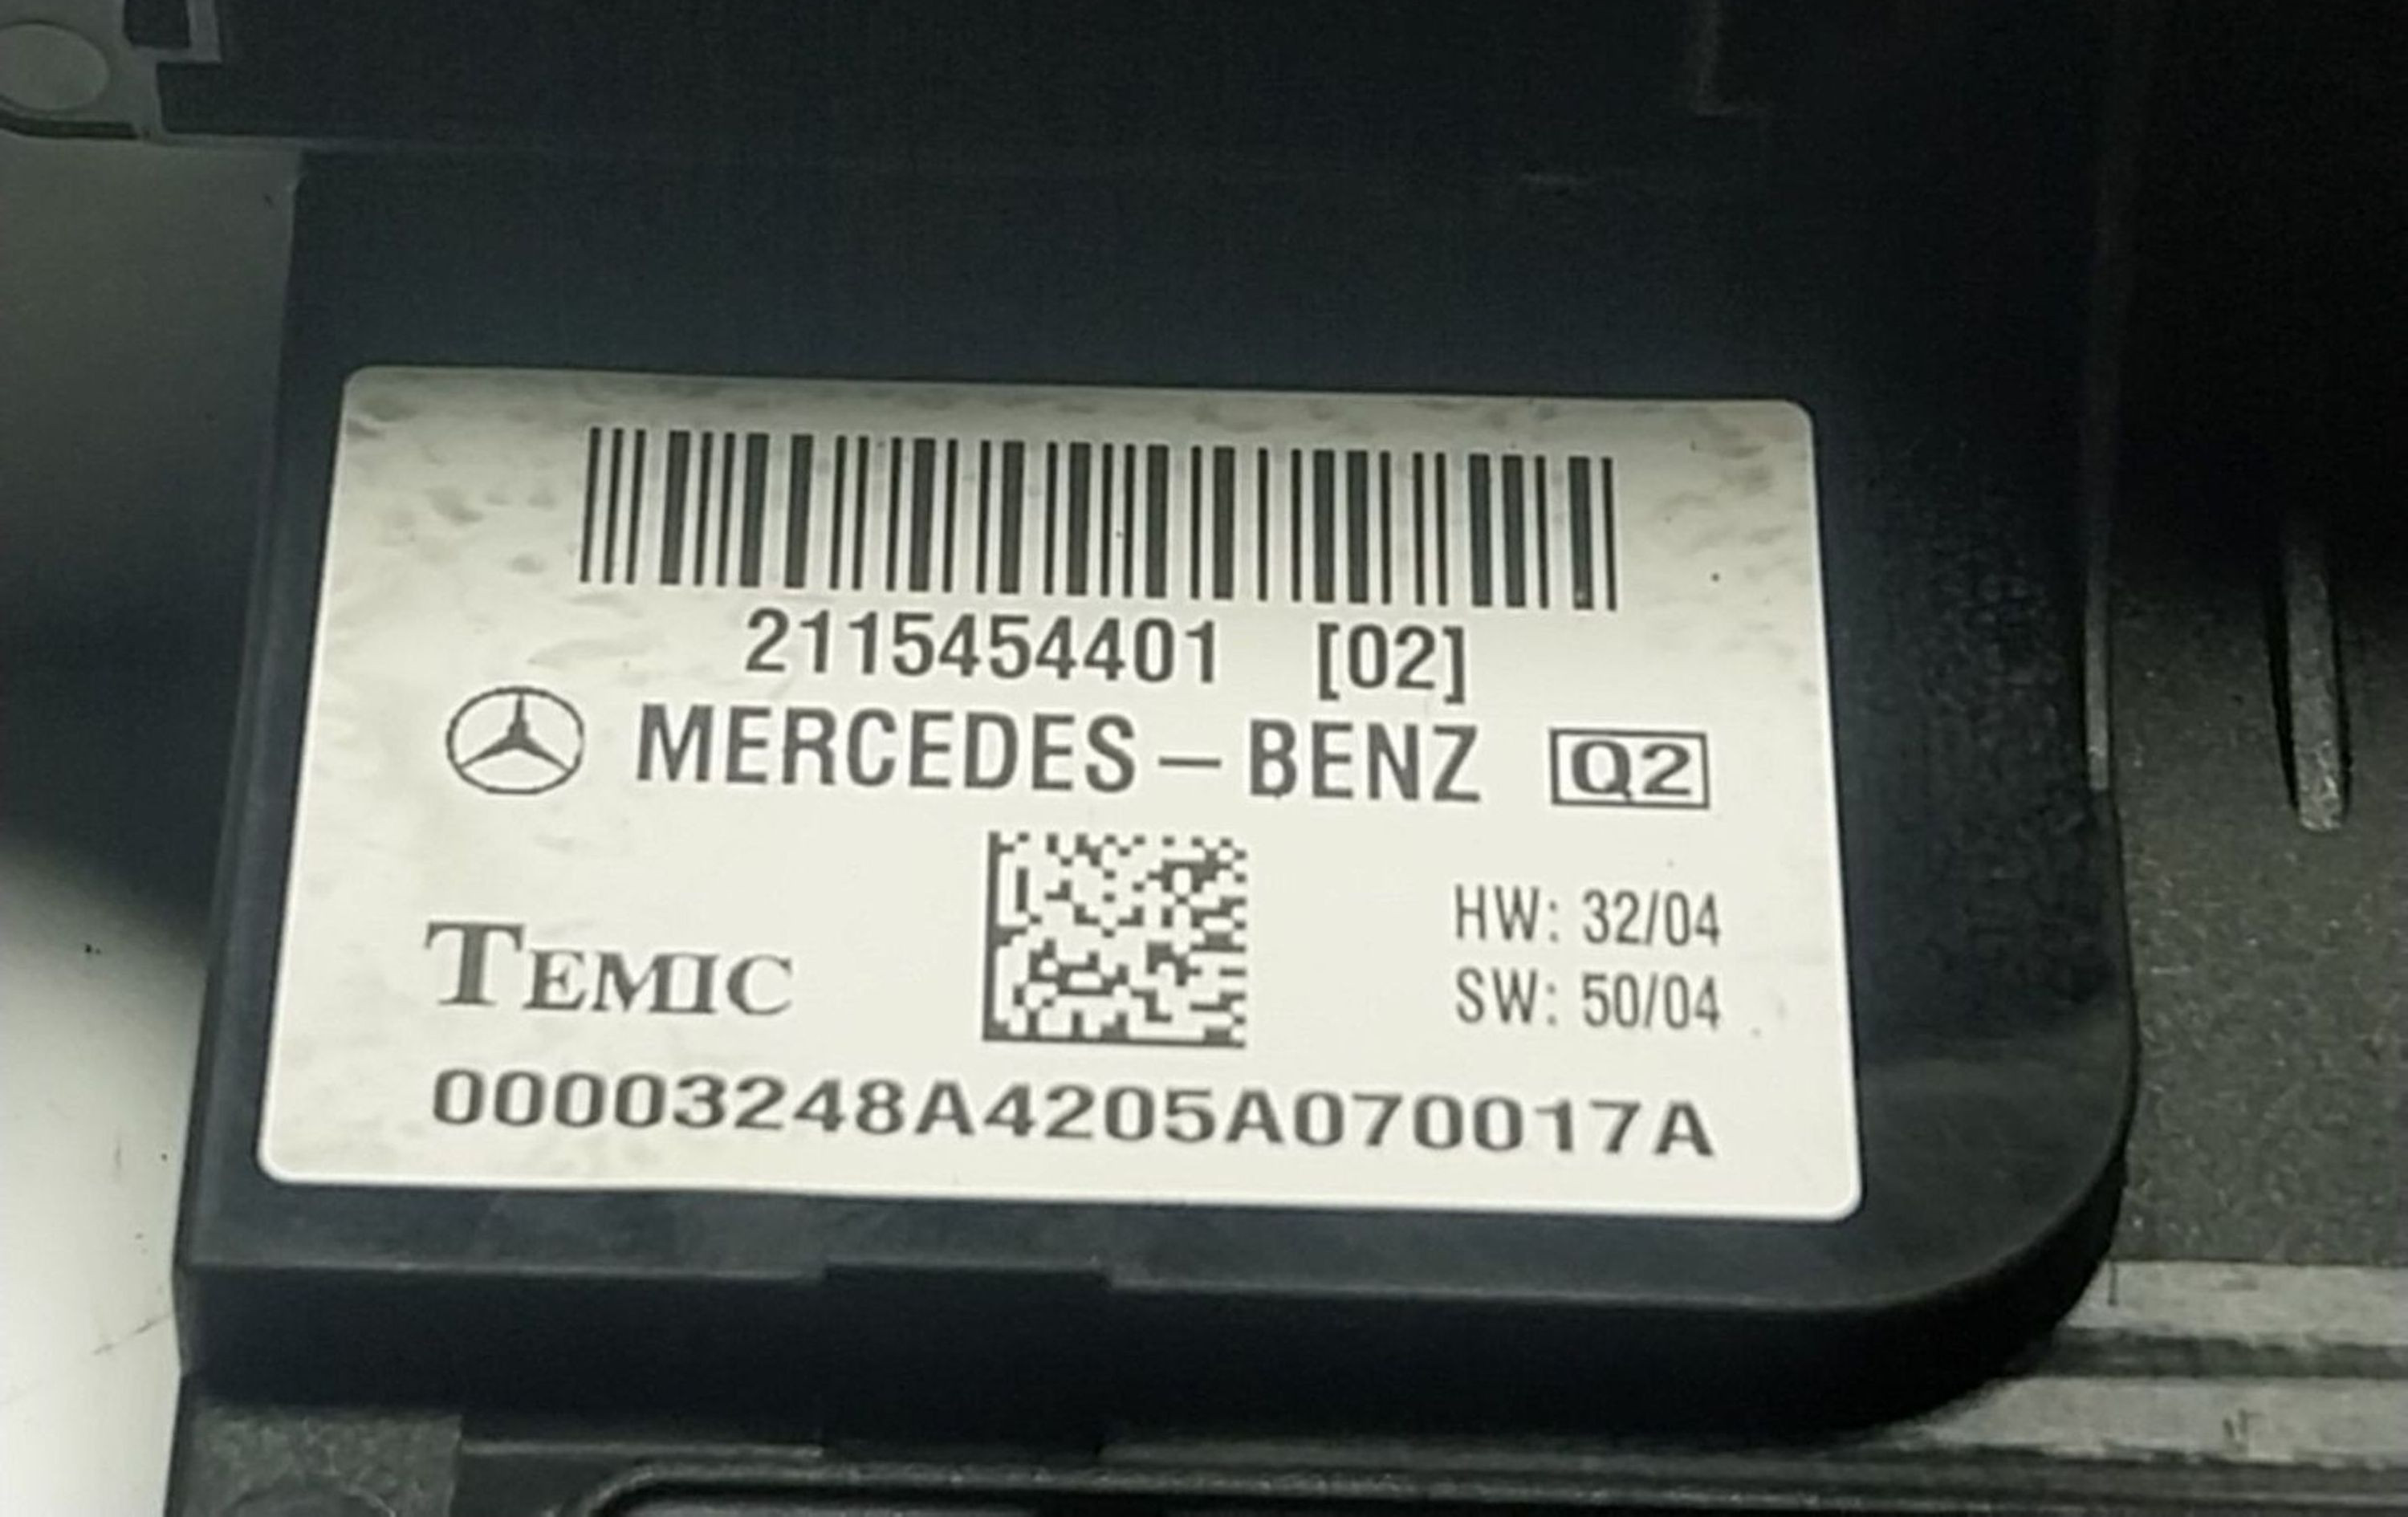 2115454401 [02]
MERCEDES-BENZ Q2
TEMIC
HW: 32/04
SW: 50/04
00003248A4205A070017A